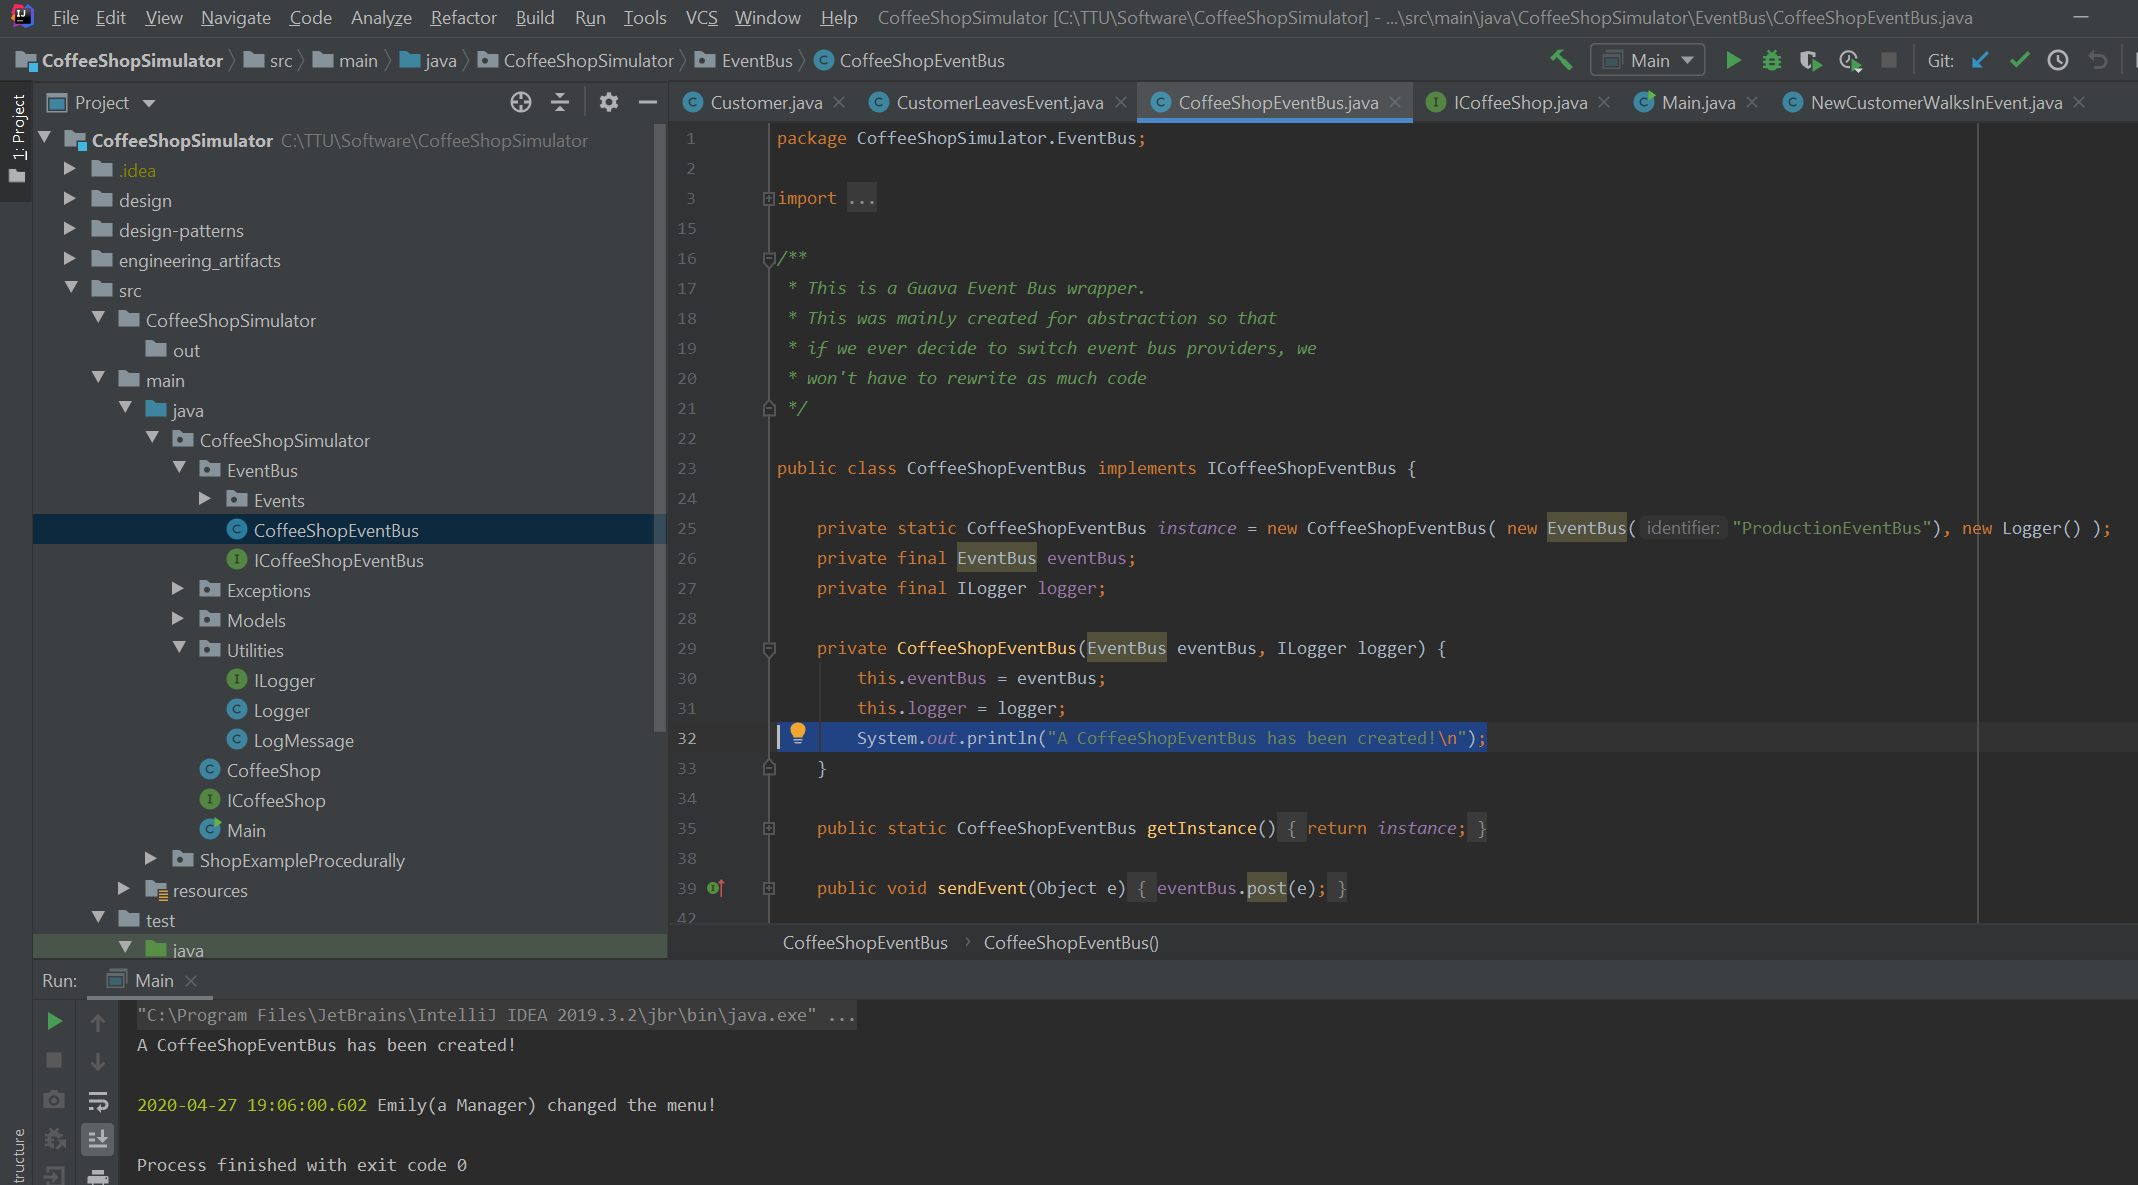 File Edit View Navigate Code Analyze Refactor Build Run Tools VCS Window Help CoffeeShopSimulator [C:\TTU\Software\CoffeeShopSimulator] - ...\src\main\java\CoffeeShopSimulator\EventBus\CoffeeShopEventBus.java
CoffeeShopSimulator src main java CoffeeShopSimulator EventBus CoffeeShopEventBus Main Git:
1: Project
Project
CoffeeShopSimulator C:\TTU\Software\CoffeeShopSimulator
.idea
design
design-patterns
engineering_artifacts
src
CoffeeShopSimulator
out
main
java
CoffeeShopSimulator
EventBus
Events
CoffeeShopEventBus
ICoffeeShopEventBus
Exceptions
Models
Utilities
ILogger
Logger
LogMessage
CoffeeShop
ICoffeeShop
Main
ShopExampleProcedurally
resources
test
java
Customer.java CustomerLeavesEvent.java CoffeeShopEventBus.java ICoffeeShop.java Main.java NewCustomerWalksInEvent.java
1 package CoffeeShopSimulator.EventBus;
2
3 import ...
15
16 /**
17 * This is a Guava Event Bus wrapper.
18 * This was mainly created for abstraction so that
19 * if we ever decide to switch event bus providers, we
20 * won't have to rewrite as much code
21 */
22
23 public class CoffeeShopEventBus implements ICoffeeShopEventBus {
24
25 private static CoffeeShopEventBus instance = new CoffeeShopEventBus( new EventBus( identifier: "ProductionEventBus"), new Logger() );
26 private final EventBus eventBus;
27 private final ILogger logger;
28
29 private CoffeeShopEventBus(EventBus eventBus, ILogger logger) {
30 this.eventBus = eventBus;
31 this.logger = logger;
32 System.out.println("A CoffeeShopEventBus has been created!\n");
33 }
34
35 public static CoffeeShopEventBus getInstance() { return instance; }
38
39 public void sendEvent(Object e) { eventBus.post(e); }
42
CoffeeShopEventBus › CoffeeShopEventBus()
Run: Main
"C:\Program Files\JetBrains\IntelliJ IDEA 2019.3.2\jbr\bin\java.exe" ...
A CoffeeShopEventBus has been created!
2020-04-27 19:06:00.602 Emily(a Manager) changed the menu!
Process finished with exit code 0